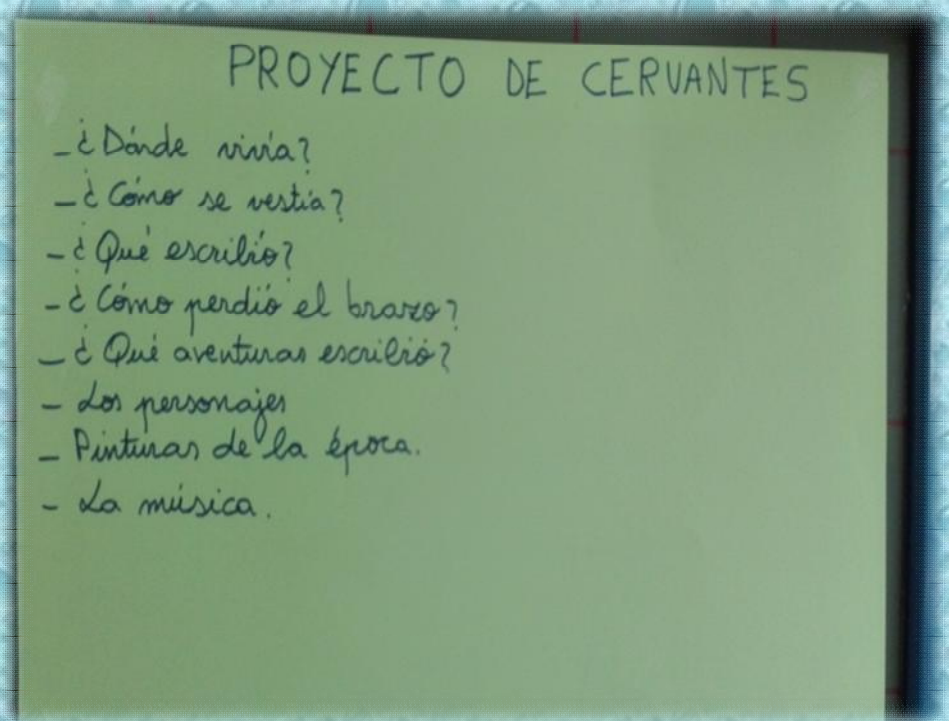 PROYECTO DE CERVANTES
- ¿Dónde vivía?
- ¿Cómo se vestía?
- ¿Qué escribió?
- ¿Cómo perdió el brazo?
- ¿Qué aventuras escribió?
- Los personajes
- Pinturas de la época.
- La música.